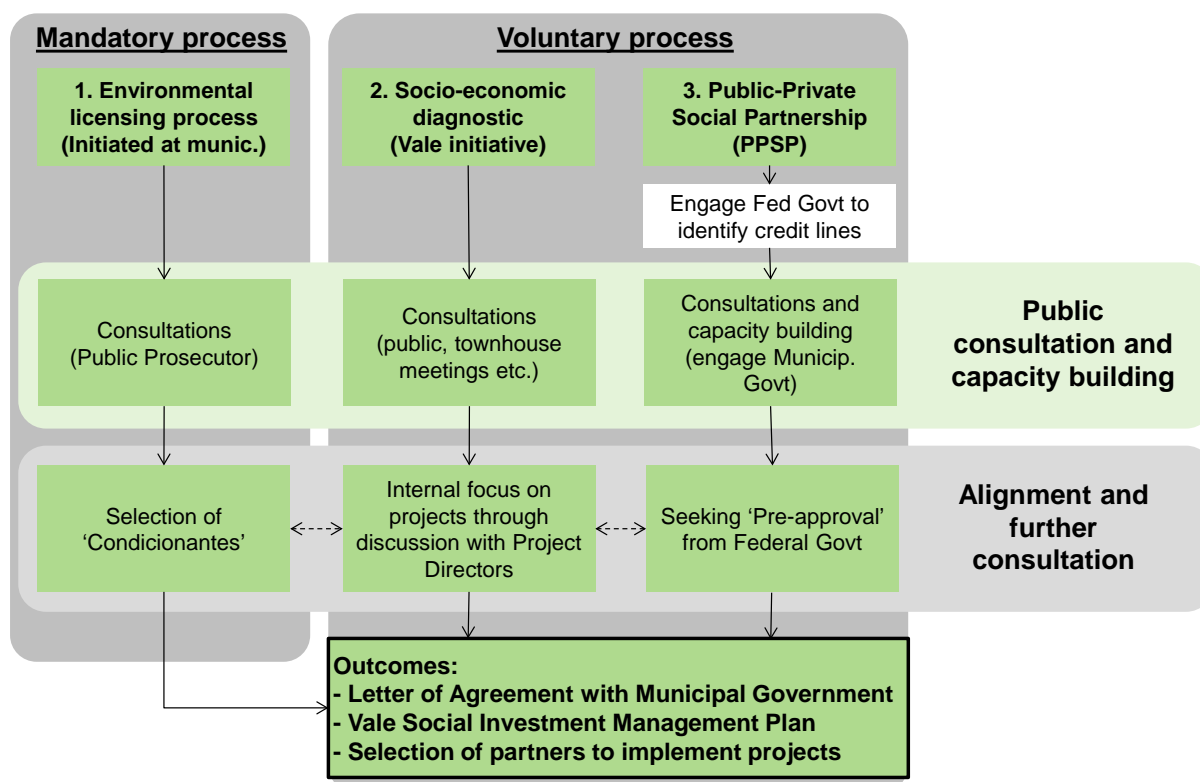 Mandatory process
Voluntary process
1. Environmental
licensing process
(Initiated at munic.)
2. Socio-economic
diagnostic
(Vale initiative)
3. Public-Private
Social Partnership
(PPSP)
Engage Fed Govt to
identify credit lines
Consultations
(Public Prosecutor)
Consultations
(public, townhouse
meetings etc.)
Consultations and
capacity building
(engage Municip.
Govt)
Public
consultation and
capacity building
Selection of
‘Condicionantes’
Internal focus on
projects through
discussion with Project
Directors
Seeking ‘Pre-approval’
from Federal Govt
Alignment and
further
consultation
Outcomes:
- Letter of Agreement with Municipal Government
- Vale Social Investment Management Plan
- Selection of partners to implement projects